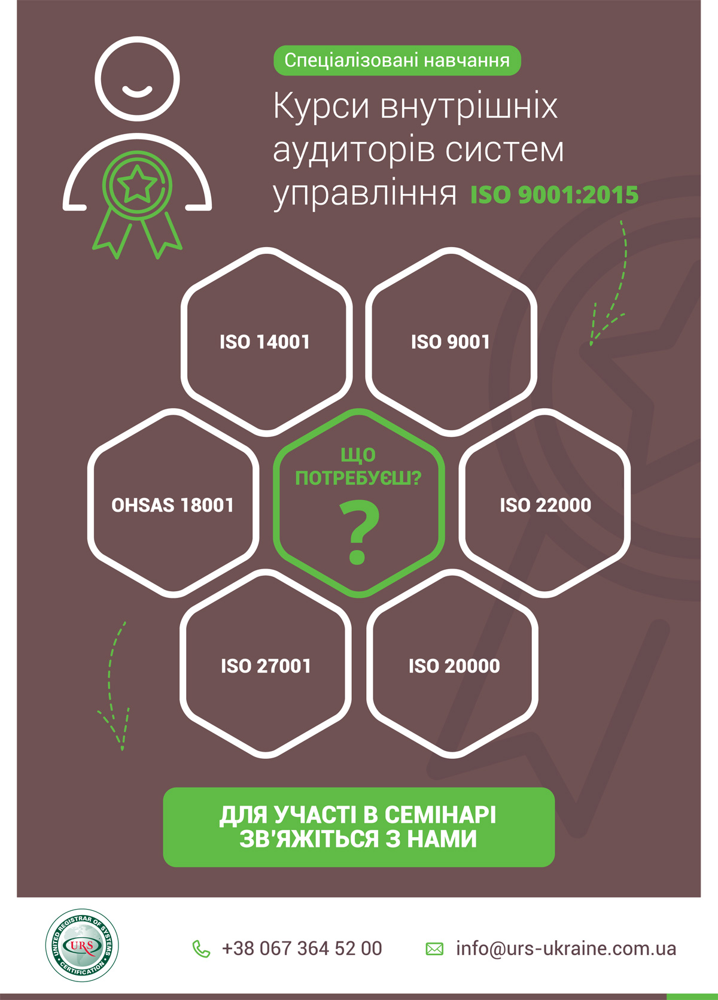 Спеціалізовані навчання
Курси внутрішніх
аудиторів систем
управління ISO 9001:2015
ISO 14001
ISO 9001
ЩО
ПОТРЕБУЄШ?
?
OHSAS 18001
ISO 22000
ISO 27001
ISO 20000
ДЛЯ УЧАСТІ В СЕМІНАРІ
ЗВ'ЯЖІТЬСЯ З НАМИ
UNITED REGISTRAR OF SYSTEMS
URS
• CERTIFICATION •
+38 067 364 52 00
info@urs-ukraine.com.ua